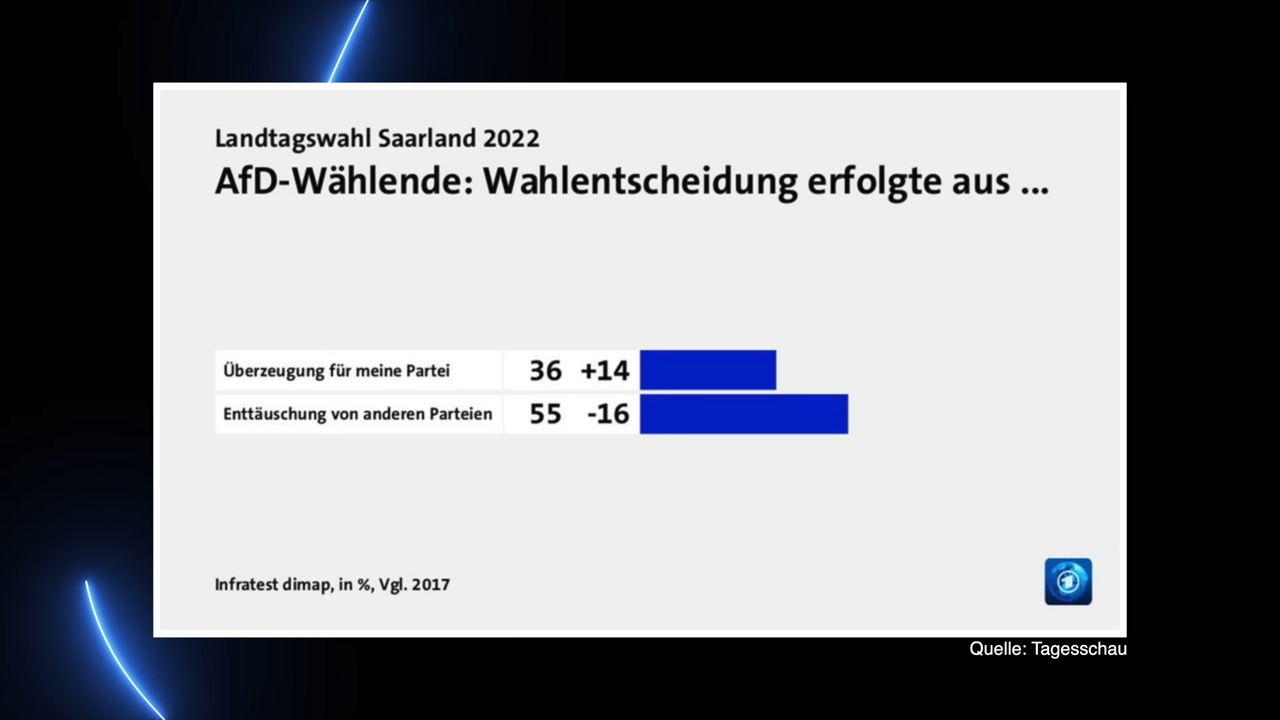 Landtagswahl Saarland 2022
AfD-Wählende: Wahlentscheidung erfolgte aus ...
Überzeugung für meine Partei 36 +14
Enttäuschung von anderen Parteien 55 -16
Infratest dimap, in %, Vgl. 2017
Quelle: Tagesschau